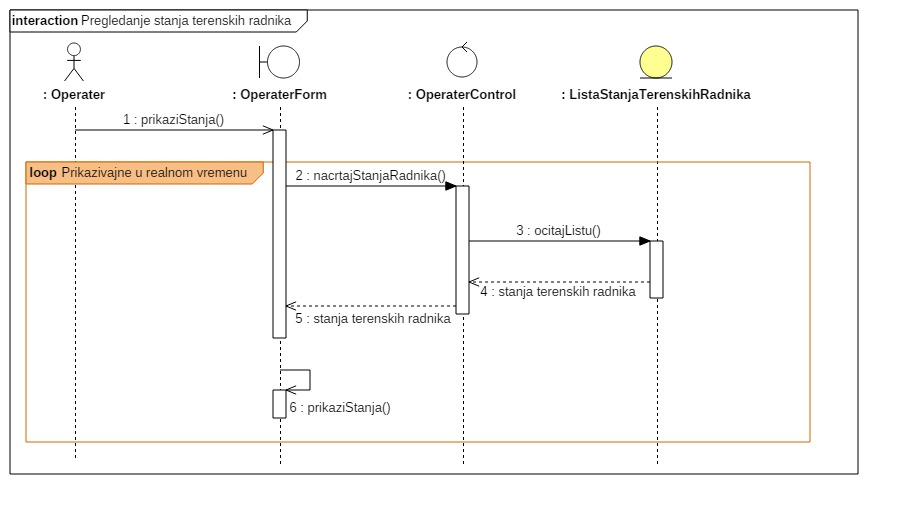 interaction Pregledanje stanja terenskih radnika
: Operater
: OperaterForm
: OperaterControl
: ListaStanjaTerenskihRadnika
1 : prikaziStanja()
loop Prikazivajne u realnom vremenu
2 : nacrtajStanjaRadnika()
3 : ocitajListu()
4 : stanja terenskih radnika
5 : stanja terenskih radnika
6 : prikaziStanja()